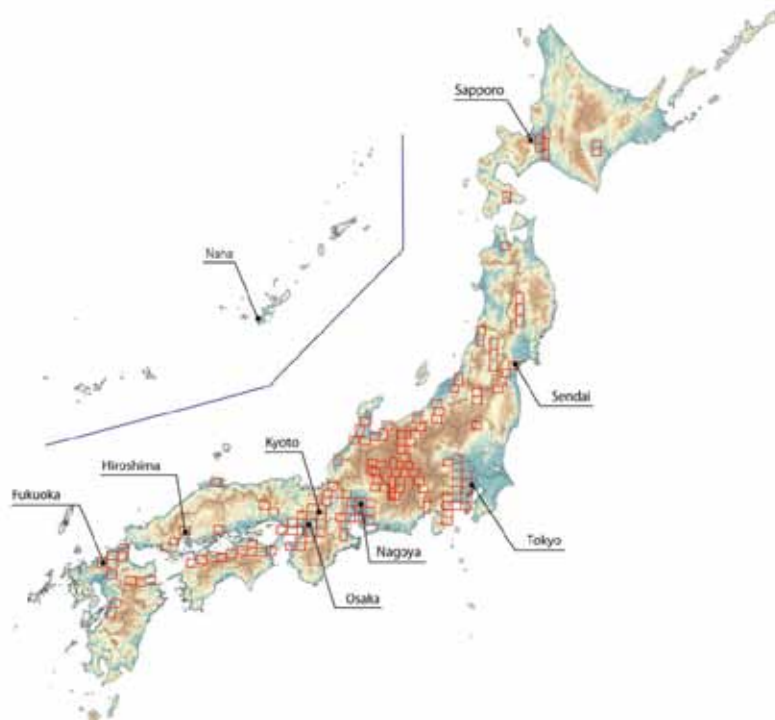 Sapporo
Naha
Sendai
Kyoto
Hiroshima
Fukuoka
Tokyo
Nagoya
Osaka